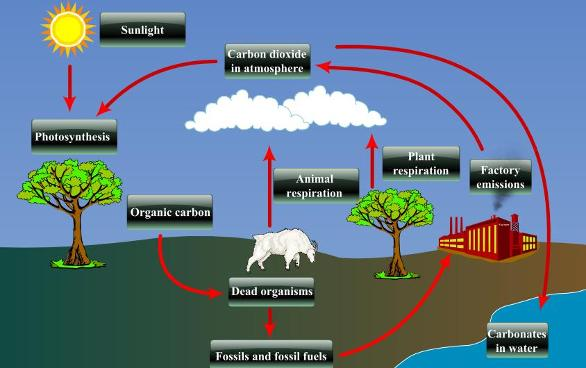 Sunlight
Carbon dioxide
in atmosphere
Photosynthesis
Plant
respiration
Factory
emissions
Animal
respiration
Organic carbon
Dead organisms
Carbonates
in water
Fossils and fossil fuels